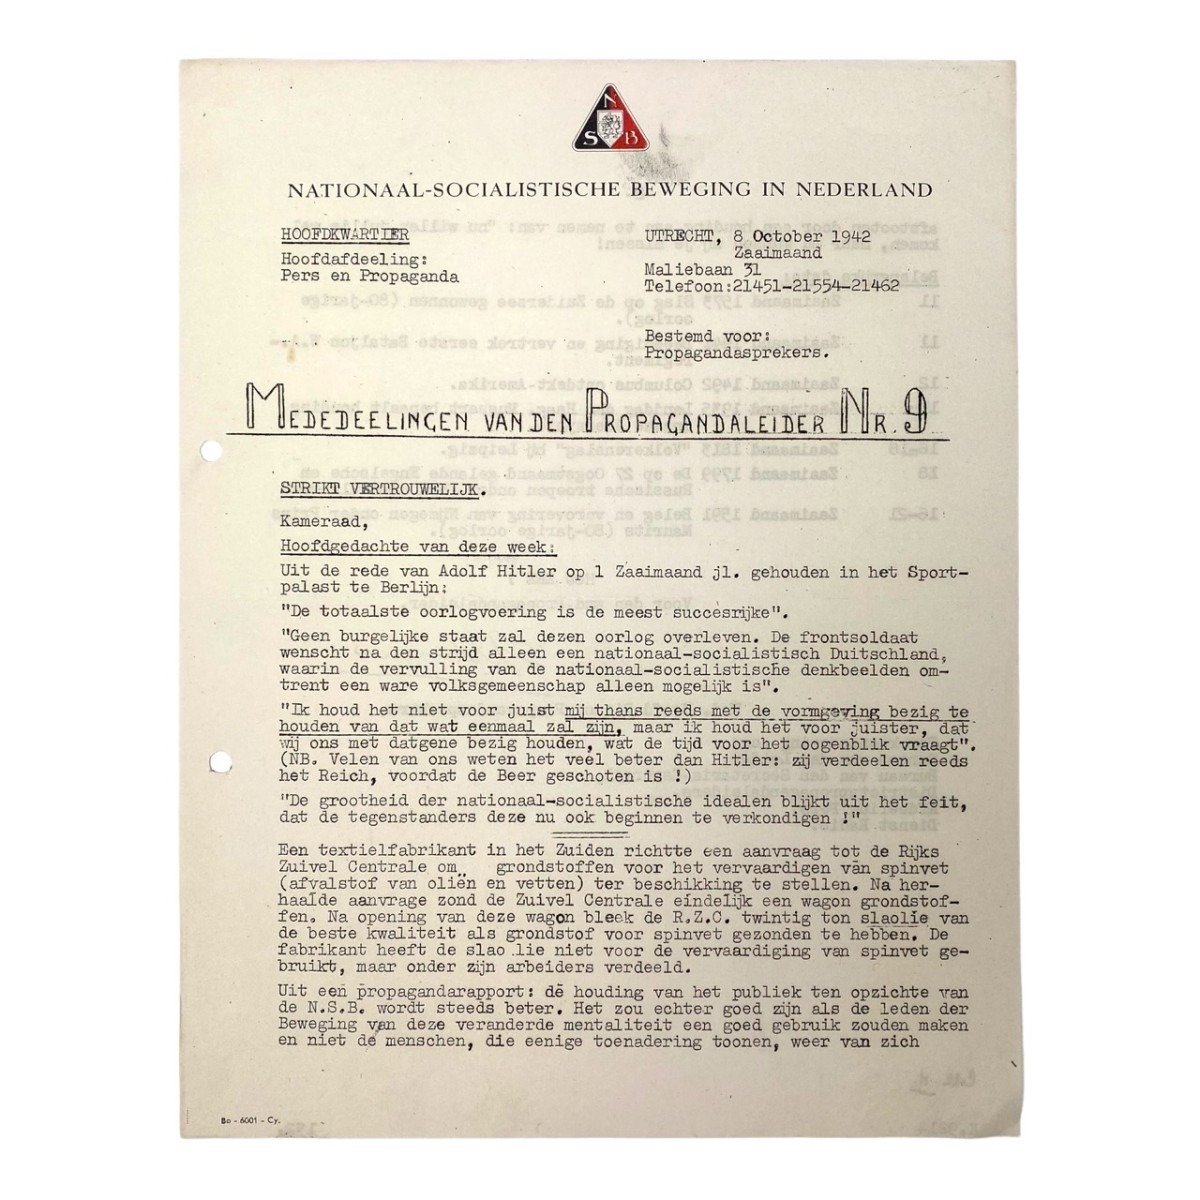 N
S B
NATIONAAL-SOCIALISTISCHE BEWEGING IN NEDERLAND
HOOFDKWARTIER
Hoofdafdeeling:
Pers en Propaganda
UTRECHT, 8 October 1942
Zaaimaand
Maliebaan 31
Telefoon:21451-21554-21462
Bestemd voor:
Propagandasprekers.
MEDEDEELINGEN VAN DEN PROPAGANDALEIDER NR. 9
STRIKT VERTROUWELIJK.
Kameraad,
Hoofdgedachte van deze week:
Uit de rede van Adolf Hitler op 1 Zaaimaand jl. gehouden in het Sport-
palast te Berlijn:
"De totaalste oorlogvoering is de meest succesrijke".
"Geen burgelijke staat zal dezen oorlog overleven. De frontsoldaat
wenscht na den strijd alleen een nationaal-socialistisch Duitschland,
waarin de vervulling van de nationaal-socialistische denkbeelden om-
trent een ware volksgemeenschap alleen mogelijk is".
"Ik houd het niet voor juist mij thans reeds met de vormgeving bezig te
houden van dat wat eenmaal zal zijn, maar ik houd het voor juister, dat
wij ons met datgene bezig houden, wat de tijd voor het oogenblik vraagt".
(NB. Velen van ons weten het veel beter dan Hitler: zij verdeelen reeds
het Reich, voordat de Beer geschoten is !)
"De grootheid der nationaal-socialistische idealen blijkt uit het feit,
dat de tegenstanders deze nu ook beginnen te verkondigen !"
Een textielfabrikant in het Zuiden richtte een aanvraag tot de Rijks
Zuivel Centrale om grondstoffen voor het vervaardigen van spinvet
(afvalstof van oliën en vetten) ter beschikking te stellen. Na her-
haalde aanvrage zond de Zuivel Centrale eindelijk een wagon grondstof-
fen. Na opening van deze wagon bleek de R.Z.C. twintig ton slaolie van
de beste kwaliteit als grondstof voor spinvet gezonden te hebben. De
fabrikant heeft de slao lie niet voor de vervaardiging van spinvet ge-
bruikt, maar onder zijn arbeiders verdeeld.
Uit een propagandarapport: de houding van het publiek ten opzichte van
de N.S.B. wordt steeds beter. Het zou echter goed zijn als de leden der
Beweging van deze veranderde mentaliteit een goed gebruik zouden maken
en niet de menschen, die eenige toenadering toonen, weer van zich
Bo - 6001 - Cy.